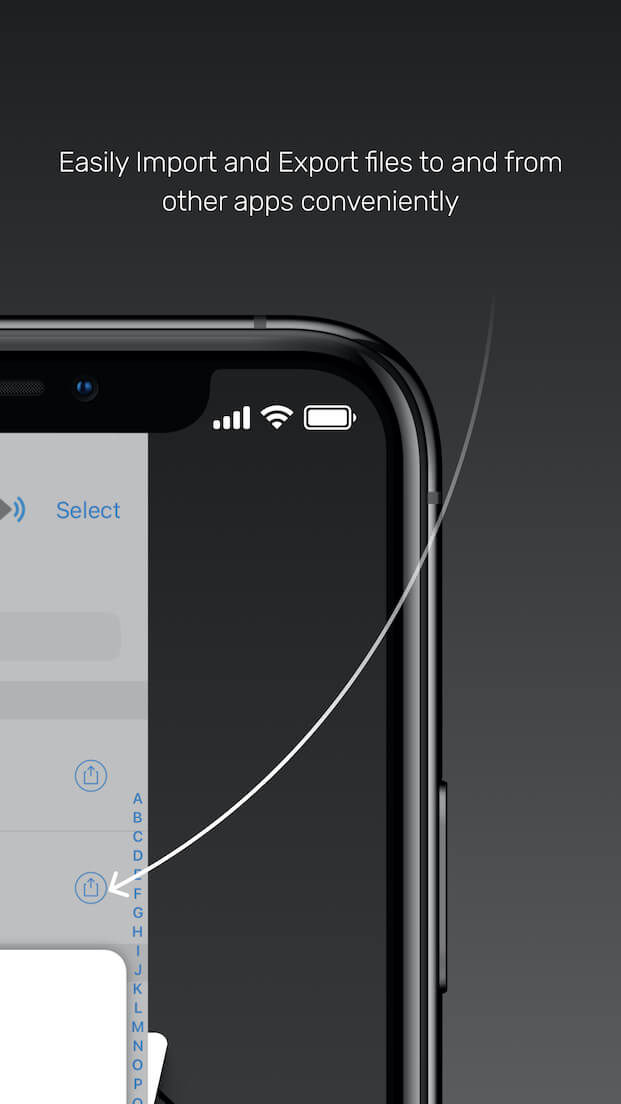 Easily Import and Export files to and from
other apps conveniently
Select
A
B
C
D
E
F
G
H
I
J
K
L
M
N
O
P